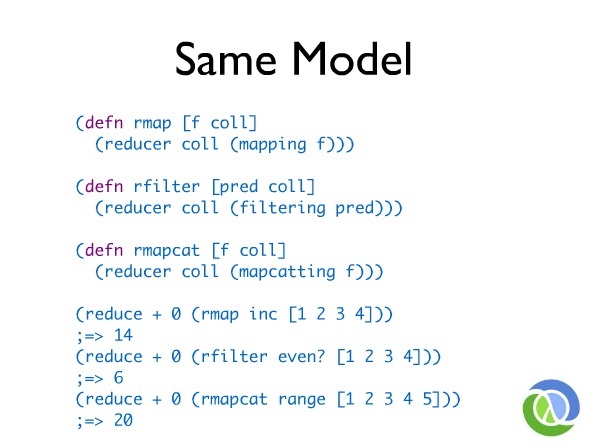 Same Model
(defn rmap [f coll]
  (reducer coll (mapping f)))
(defn rfilter [pred coll]
  (reducer coll (filtering pred)))
(defn rmapcat [f coll]
  (reducer coll (mapcatting f)))
(reduce + 0 (rmap inc [1 2 3 4]))
;=> 14
(reduce + 0 (rfilter even? [1 2 3 4]))
;=> 6
(reduce + 0 (rmapcat range [1 2 3 4 5]))
;=> 20